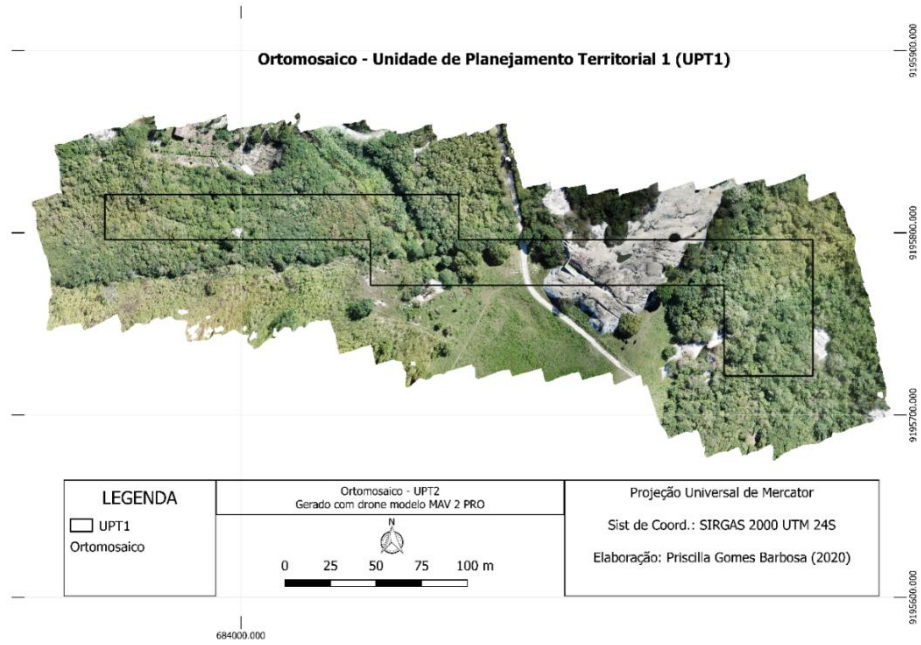 Ortomosaico - Unidade de Planejamento Territorial 1 (UPT1)
9195900.000
9195800.000
9195700.000
9195600.000
684000.000
LEGENDA
UPT1
Ortomosaico
Ortomosaico - UPT2
Gerado com drone modelo MAV 2 PRO
N
0 25 50 75 100 m
Projeção Universal de Mercator
Sist de Coord.: SIRGAS 2000 UTM 24S
Elaboração: Priscilla Gomes Barbosa (2020)